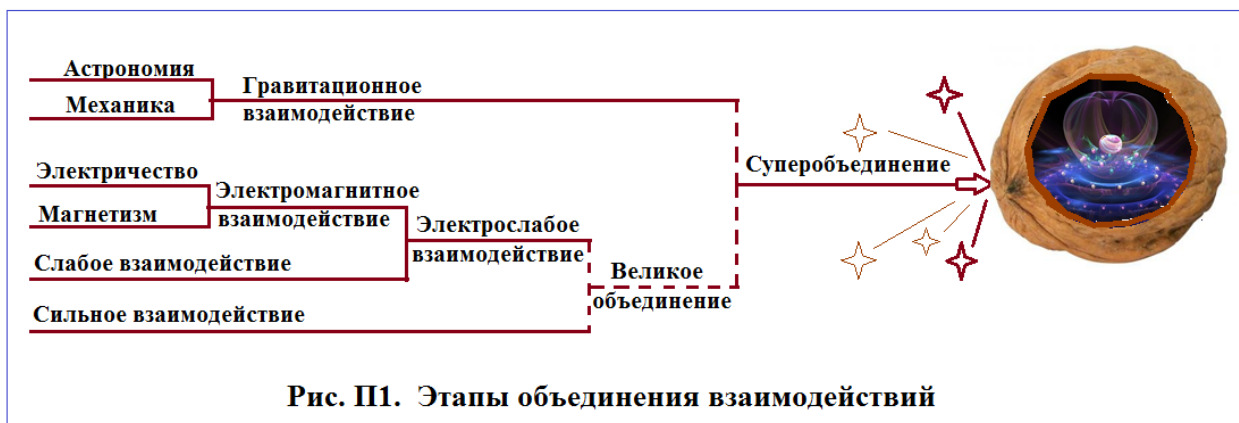 Астрономия
Механика
Гравитационное
взаимодействие
Электричество
Магнетизм
Электромагнитное
взаимодействие
Слабое взаимодействие
Электрослабое
взаимодействие
Сильное взаимодействие
Великое
объединение
Суперобъединение
Рис. П1. Этапы объединения взаимодействий